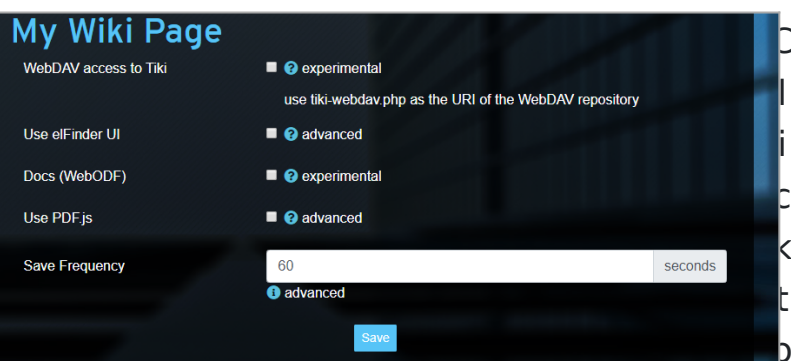 My Wiki Page
WebDAV access to Tiki experimental
use tiki-webdav.php as the URI of the WebDAV repository
Use elFinder UI advanced
Docs (WebODF) experimental
Use PDF.js advanced
Save Frequency 60 seconds
advanced
Save